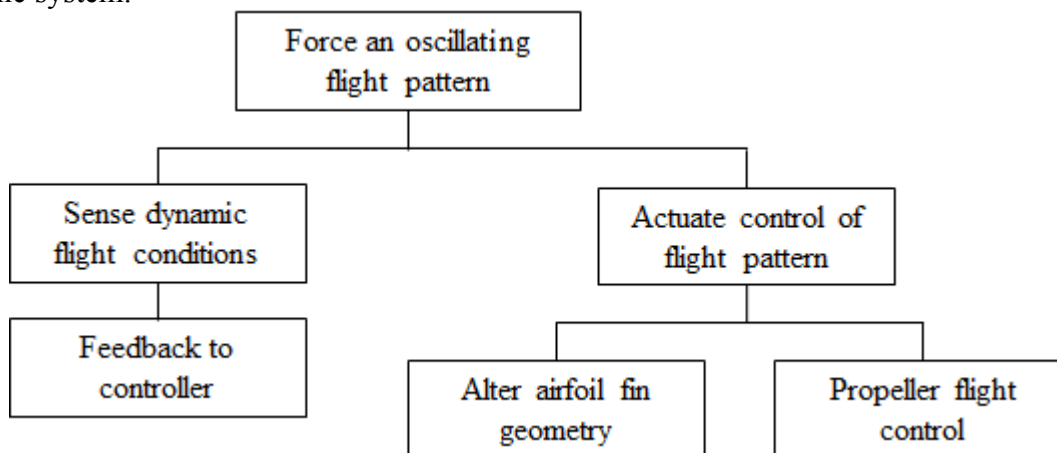 system.
Force an oscillating
flight pattern
Sense dynamic
flight conditions
Actuate control of
flight pattern
Feedback to
controller
Alter airfoil fin
geometry
Propeller flight
control